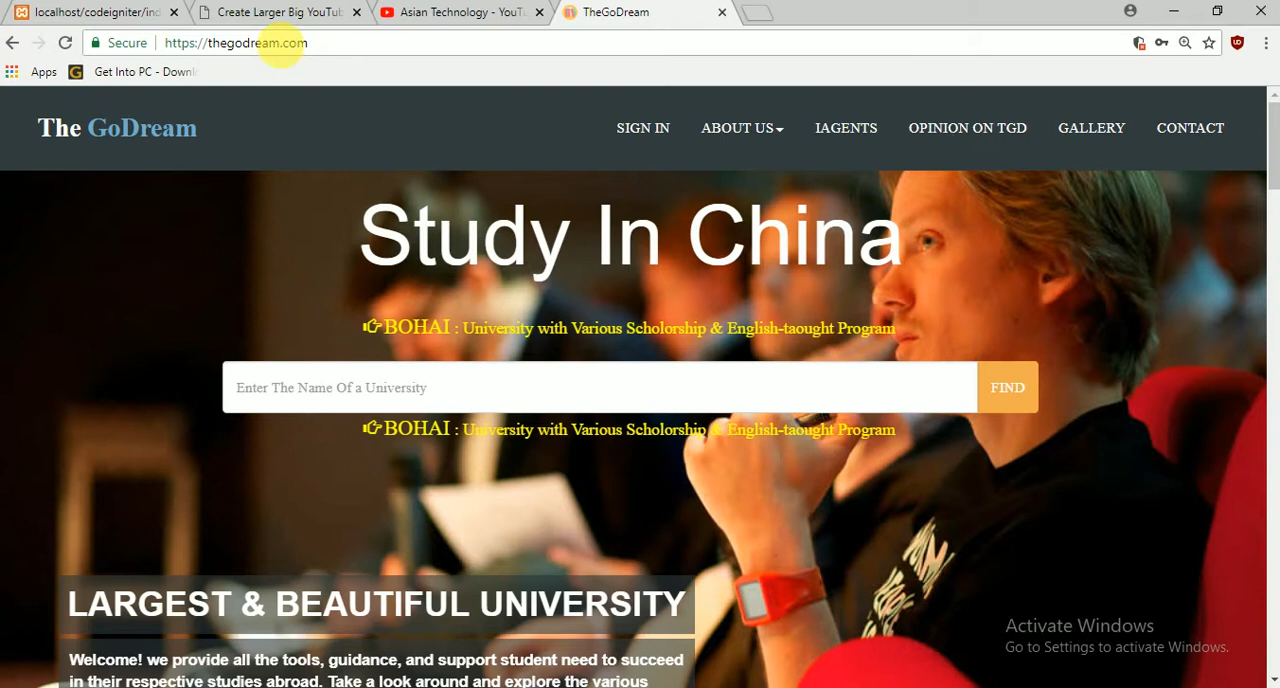 localhost/codeigniter/ind
Create Larger Big YouTub
Asian Technology - YouTu
TheGoDream
Secure
https://thegodream.com
Apps
Get Into PC - Downl
The GoDream
SIGN IN
ABOUT US
IAGENTS
OPINION ON TGD
GALLERY
CONTACT
Study In China
BOHAI : University with Various Scholorship & English-taought Program
Enter The Name Of a University
FIND
BOHAI : University with Various Scholorship & English-taought Program
LARGEST & BEAUTIFUL UNIVERSITY
Welcome! we provide all the tools, guidance, and support student need to succeed
in their respective studies abroad. Take a look around and explore the various
Activate Windows
Go to Settings to activate Windows.